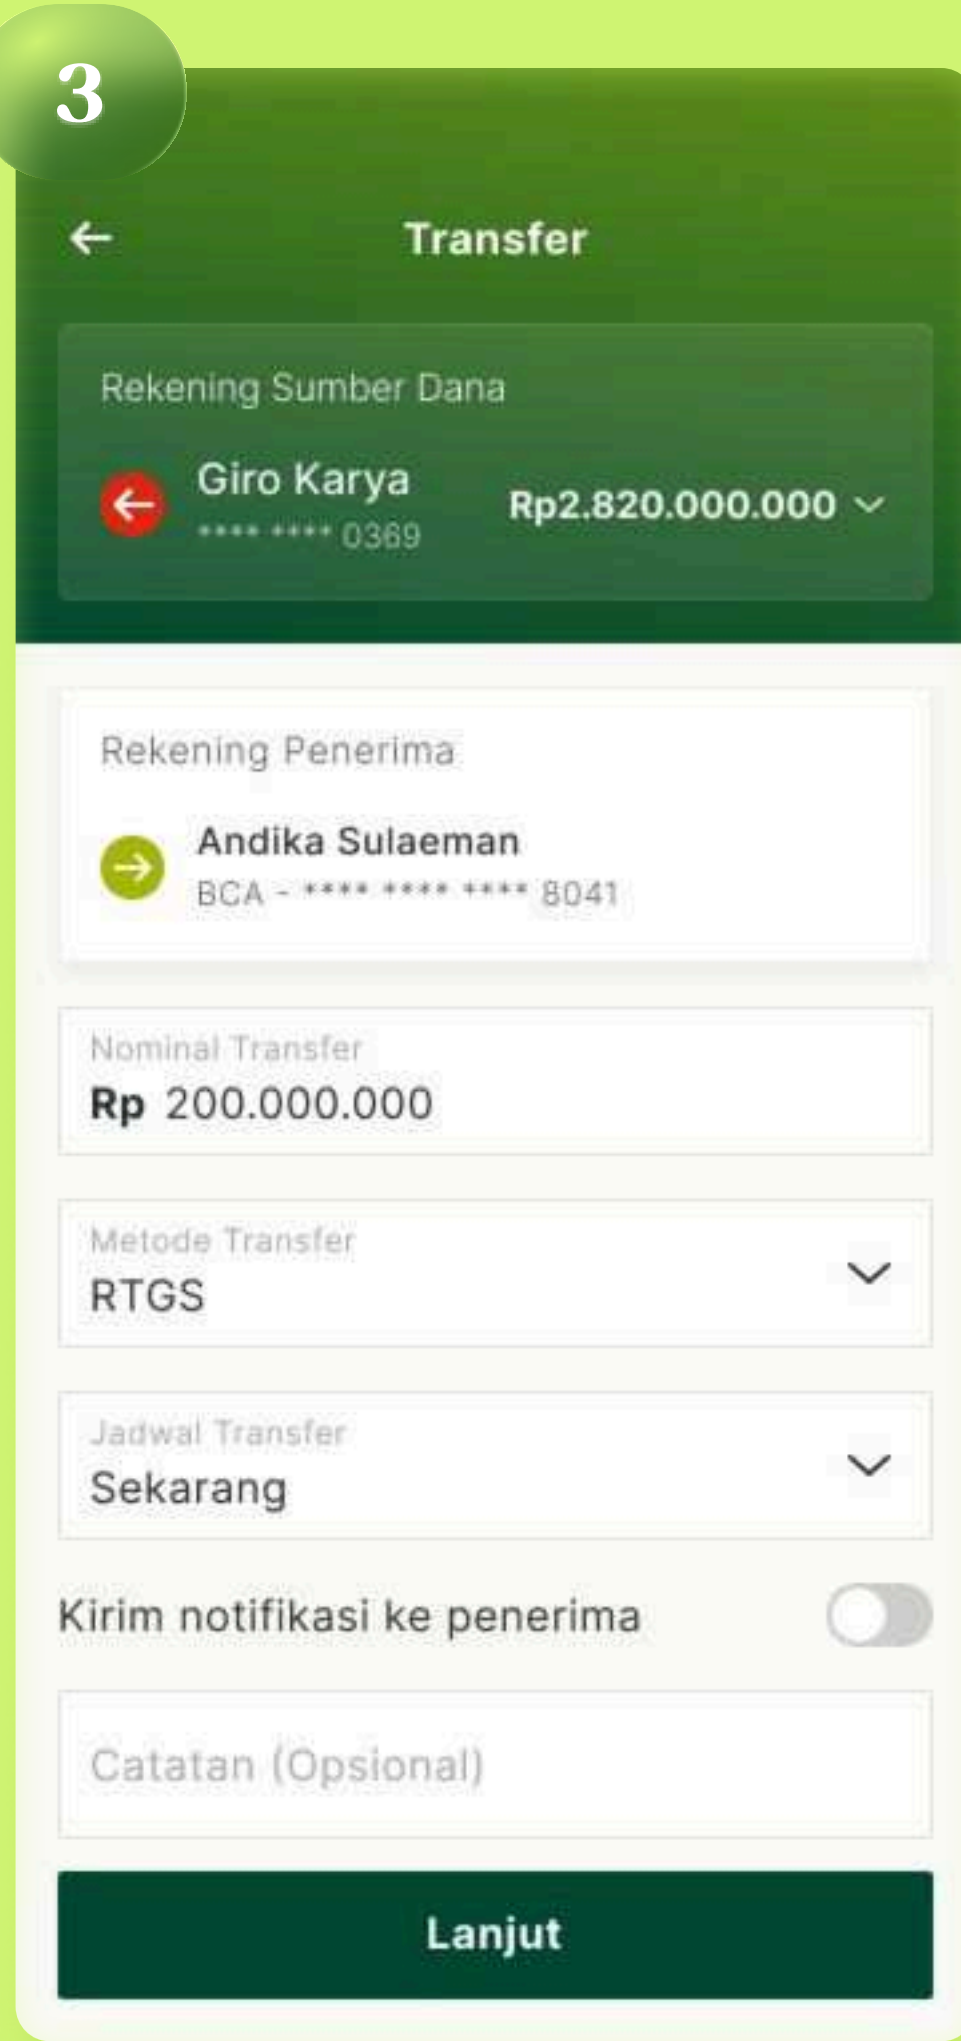 3
Transfer
Rekening Sumber Dana
Giro Karya
**** **** 0369
Rp2.820.000.000
Rekening Penerima
Andika Sulaeman
BCA - **** **** **** 8041
Nominal Transfer
Rp 200.000.000
Metode Transfer
RTGS
Jadwal Transfer
Sekarang
Kirim notifikasi ke penerima
Catatan (Opsional)
Lanjut